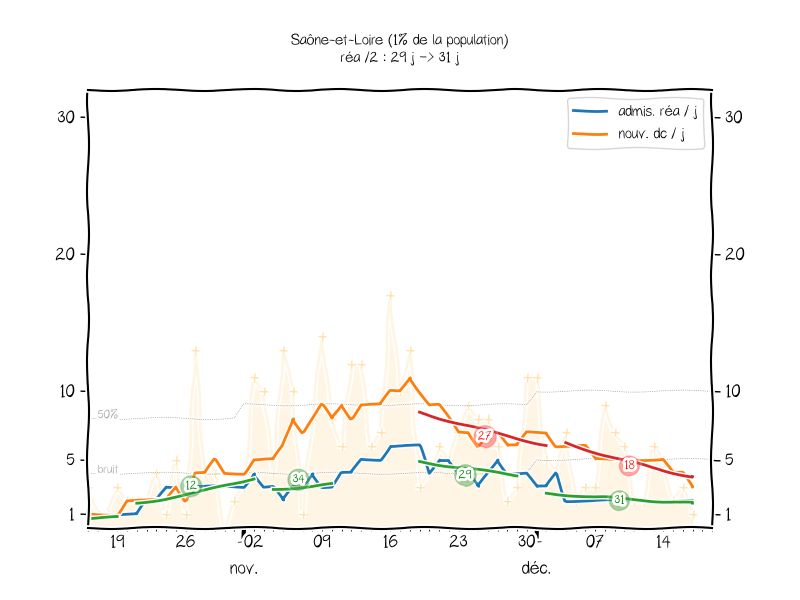 Saône-et-Loire (1% de la population)
réa /2 : 29 j -> 31 j
admis. réa / j
nouv. dc / j
30 30
20 20
10 10
5 5
1 1
50%
bruit
12
34
29
27
31
18
19 26 02 09 16 23 30 07 14
nov. déc.